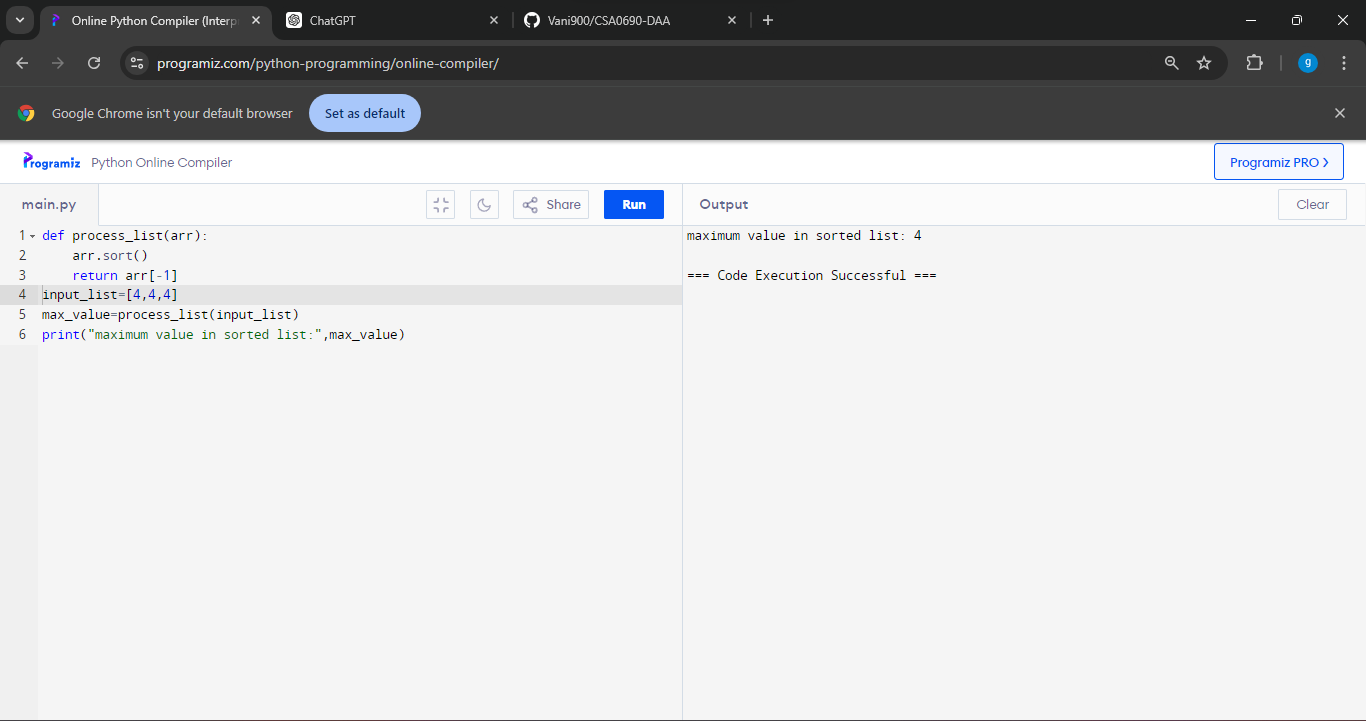 Online Python Compiler (Interp
ChatGPT
Vani900/CSA0690-DAA
programiz.com/python-programming/online-compiler/
g
Google Chrome isn't your default browser
Set as default
Programiz
Python Online Compiler
Programiz PRO >
main.py
Share
Run
Output
Clear
1 def process_list(arr):
2 arr.sort()
3 return arr[-1]
4 input_list=[4,4,4]
5 max_value=process_list(input_list)
6 print("maximum value in sorted list:",max_value)
maximum value in sorted list: 4
=== Code Execution Successful ===